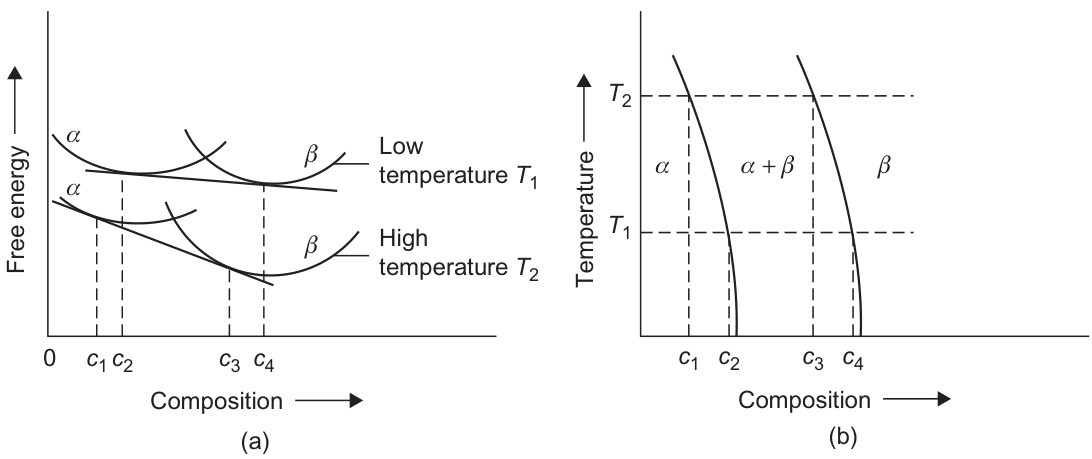 Free energy
α
α
β
Low
temperature T1
β
High
temperature T2
0
c1 c2
c3
c4
Composition
(a)
Temperature
T2
T1
α
α + β
β
c1
c2
c3
c4
Composition
(b)